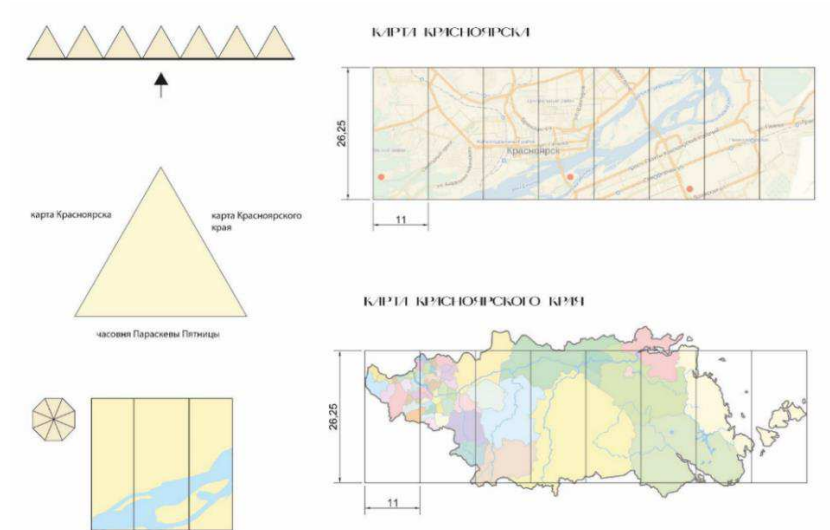 КАРТА КРАСНОЯРСКА
26,25
Красноярск
11
карта Красноярска
карта Красноярского
края
часовня Параскевы Пятницы
КАРТА КРАСНОЯРСКОГО КРАЯ
26,25
11